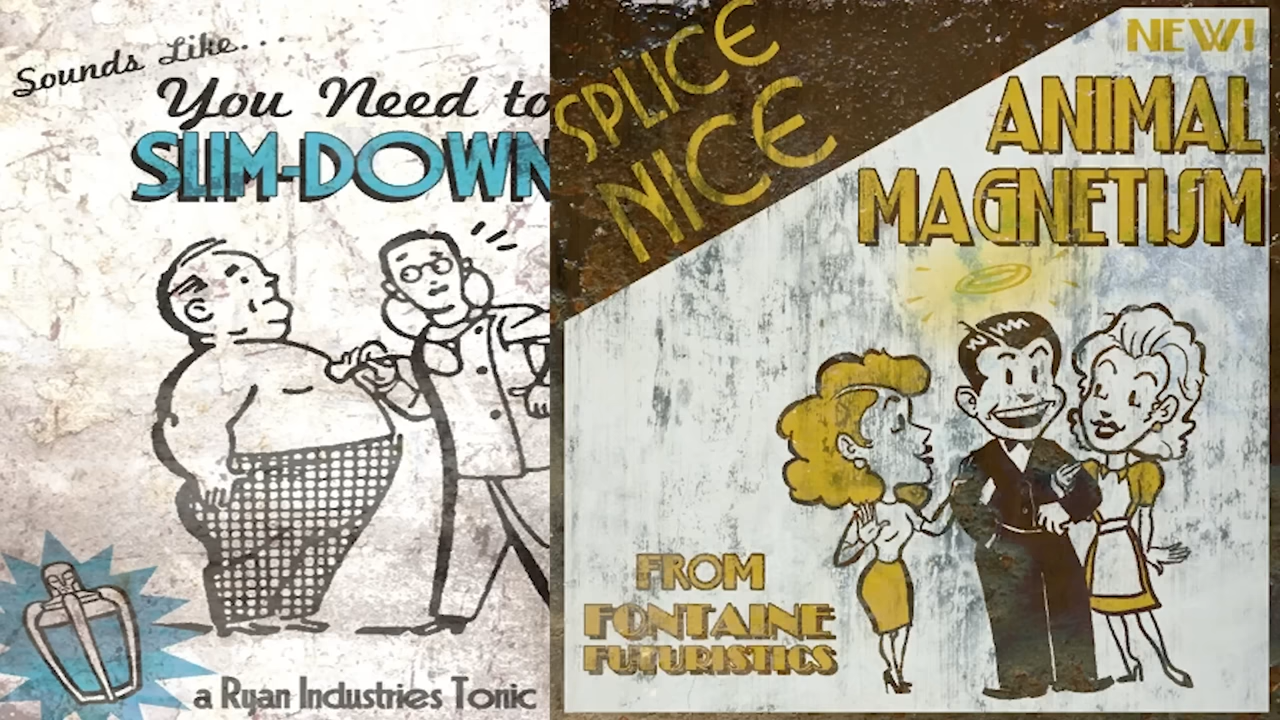 Sounds Like...
You Need to
SLIM-DOWN
a Ryan Industries Tonic
SPLICE
NICE
NEW!
ANIMAL
MAGNETISM
FROM
FONTAINE
FUTURISTICS